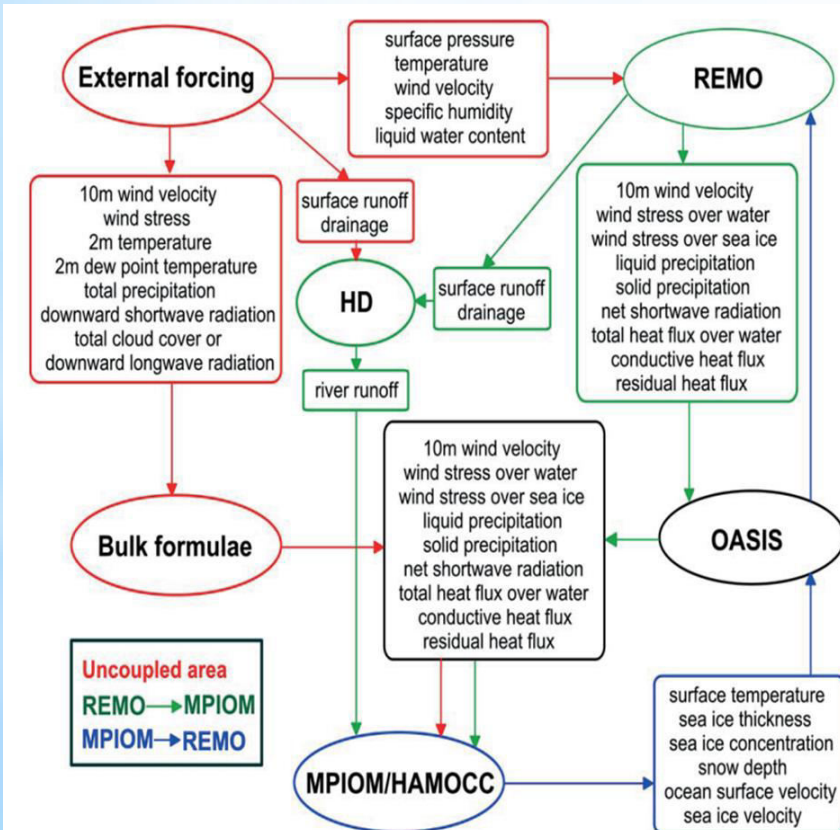 External forcing
surface pressure
temperature
wind velocity
specific humidity
liquid water content
REMO
10m wind velocity
wind stress
2m temperature
2m dew point temperature
total precipitation
downward shortwave radiation
total cloud cover or
downward longwave radiation
surface runoff
drainage
HD
surface runoff
drainage
10m wind velocity
wind stress over water
wind stress over sea ice
liquid precipitation
solid precipitation
net shortwave radiation
total heat flux over water
conductive heat flux
residual heat flux
river runoff
10m wind velocity
wind stress over water
wind stress over sea ice
liquid precipitation
solid precipitation
net shortwave radiation
total heat flux over water
conductive heat flux
residual heat flux
Bulk formulae
OASIS
Uncoupled area
REMO→MPIOM
MPIOM→REMO
MPIOM/HAMOCC
surface temperature
sea ice thickness
sea ice concentration
snow depth
ocean surface velocity
sea ice velocity